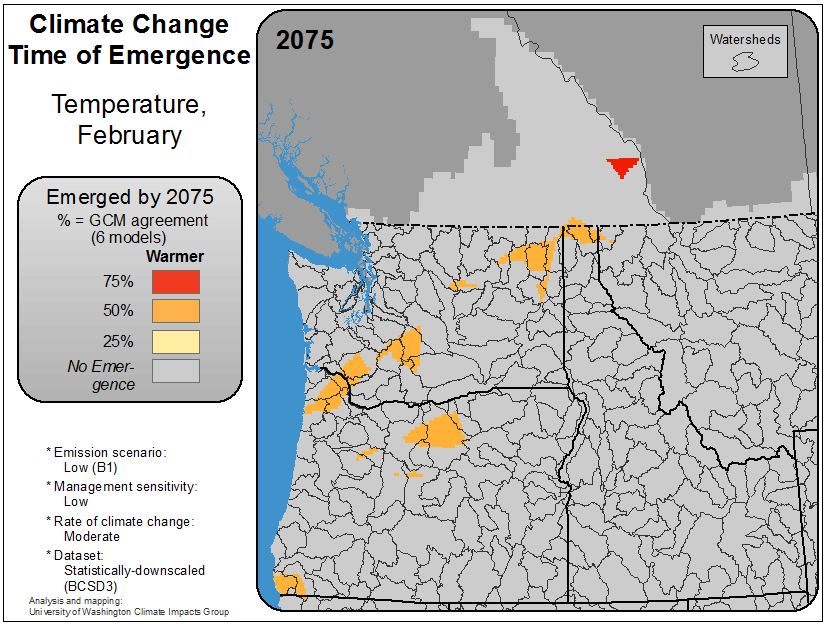 Climate Change
Time of Emergence
Temperature,
February
Emerged by 2075
% = GCM agreement
(6 models)
Warmer
75%
50%
25%
No Emer-
gence
* Emission scenario:
Low (B1)
* Management sensitivity:
Low
* Rate of climate change:
Moderate
* Dataset:
Statistically-downscaled
(BCSD3)
Analysis and mapping:
University of Washington Climate Impacts Group
2075
Watersheds